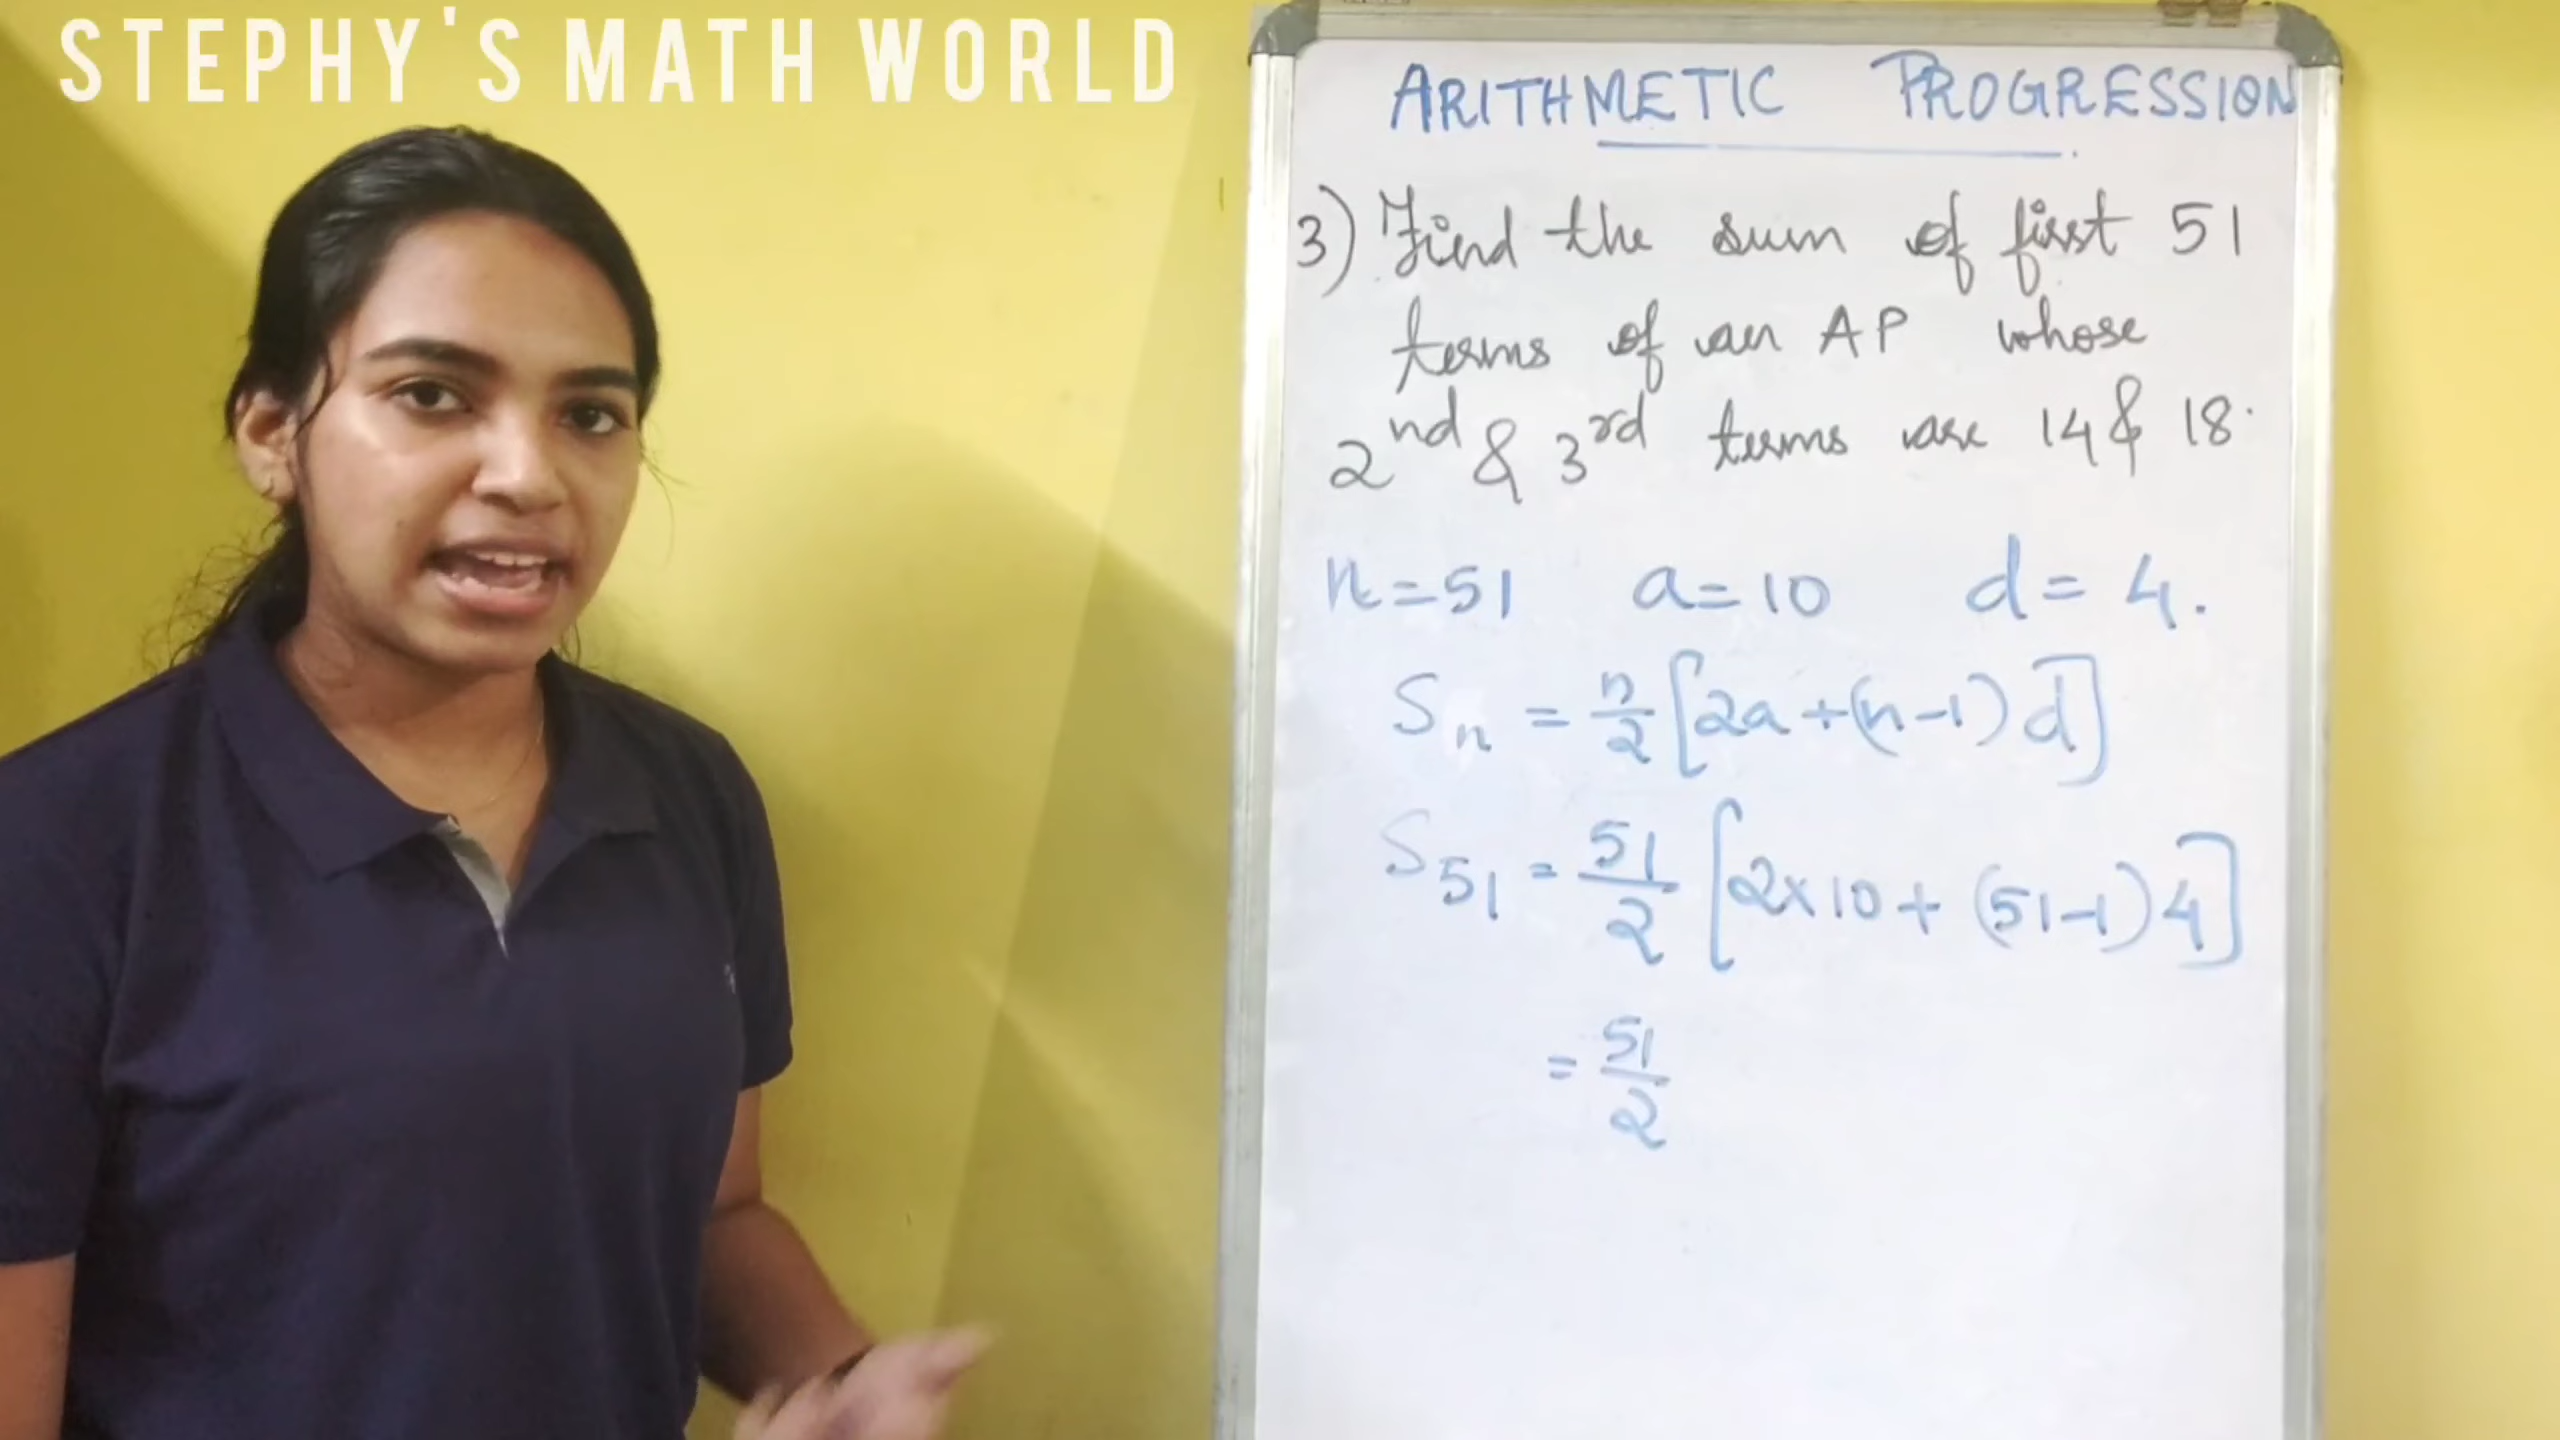 STEPHY'S MATH WORLD
ARITHMETIC PROGRESSION
3) Find the sum of first 51
terms of an AP whose
2nd & 3rd terms are 14 & 18.
n=51 a=10 d=4.
Sn = n/2 [2a+(n-1)d]
S51 = 51/2 [2x10+(51-1)4]
= 51/2